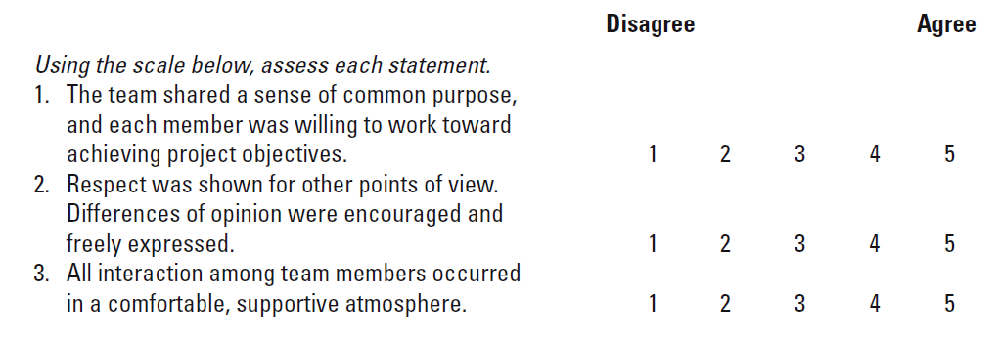 Disagree Agree
Using the scale below, assess each statement.
1. The team shared a sense of common purpose,
and each member was willing to work toward
achieving project objectives. 1 2 3 4 5
2. Respect was shown for other points of view.
Differences of opinion were encouraged and
freely expressed. 1 2 3 4 5
3. All interaction among team members occurred
in a comfortable, supportive atmosphere. 1 2 3 4 5